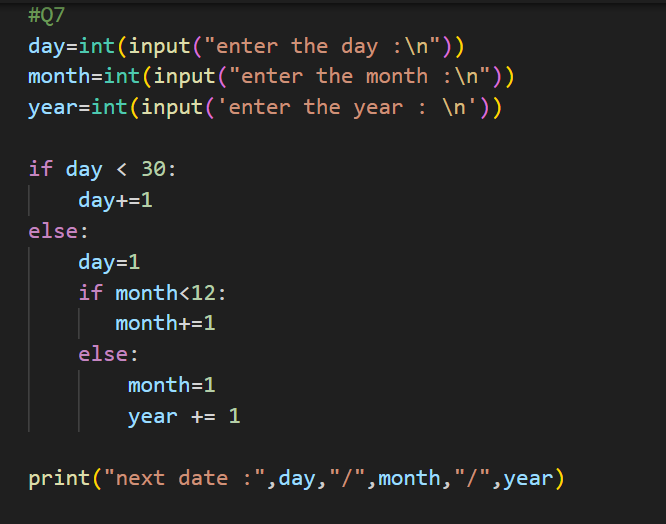 #Q7
day=int(input("enter the day :\n"))
month=int(input("enter the month :\n"))
year=int(input('enter the year : \n'))

if day < 30:
    day+=1
else:
    day=1
    if month<12:
       month+=1
    else:
        month=1
        year += 1

print("next date :",day,"/",month,"/",year)